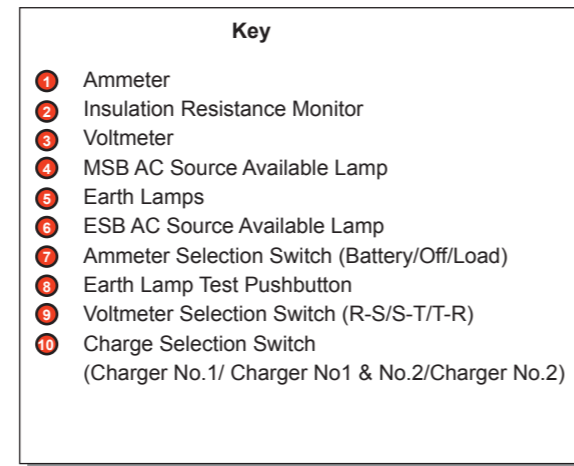 Key
1 Ammeter
2 Insulation Resistance Monitor
3 Voltmeter
4 MSB AC Source Available Lamp
5 Earth Lamps
6 ESB AC Source Available Lamp
7 Ammeter Selection Switch (Battery/Off/Load)
8 Earth Lamp Test Pushbutton
9 Voltmeter Selection Switch (R-S/S-T/T-R)
10 Charge Selection Switch
(Charger No.1/ Charger No1 & No.2/Charger No.2)